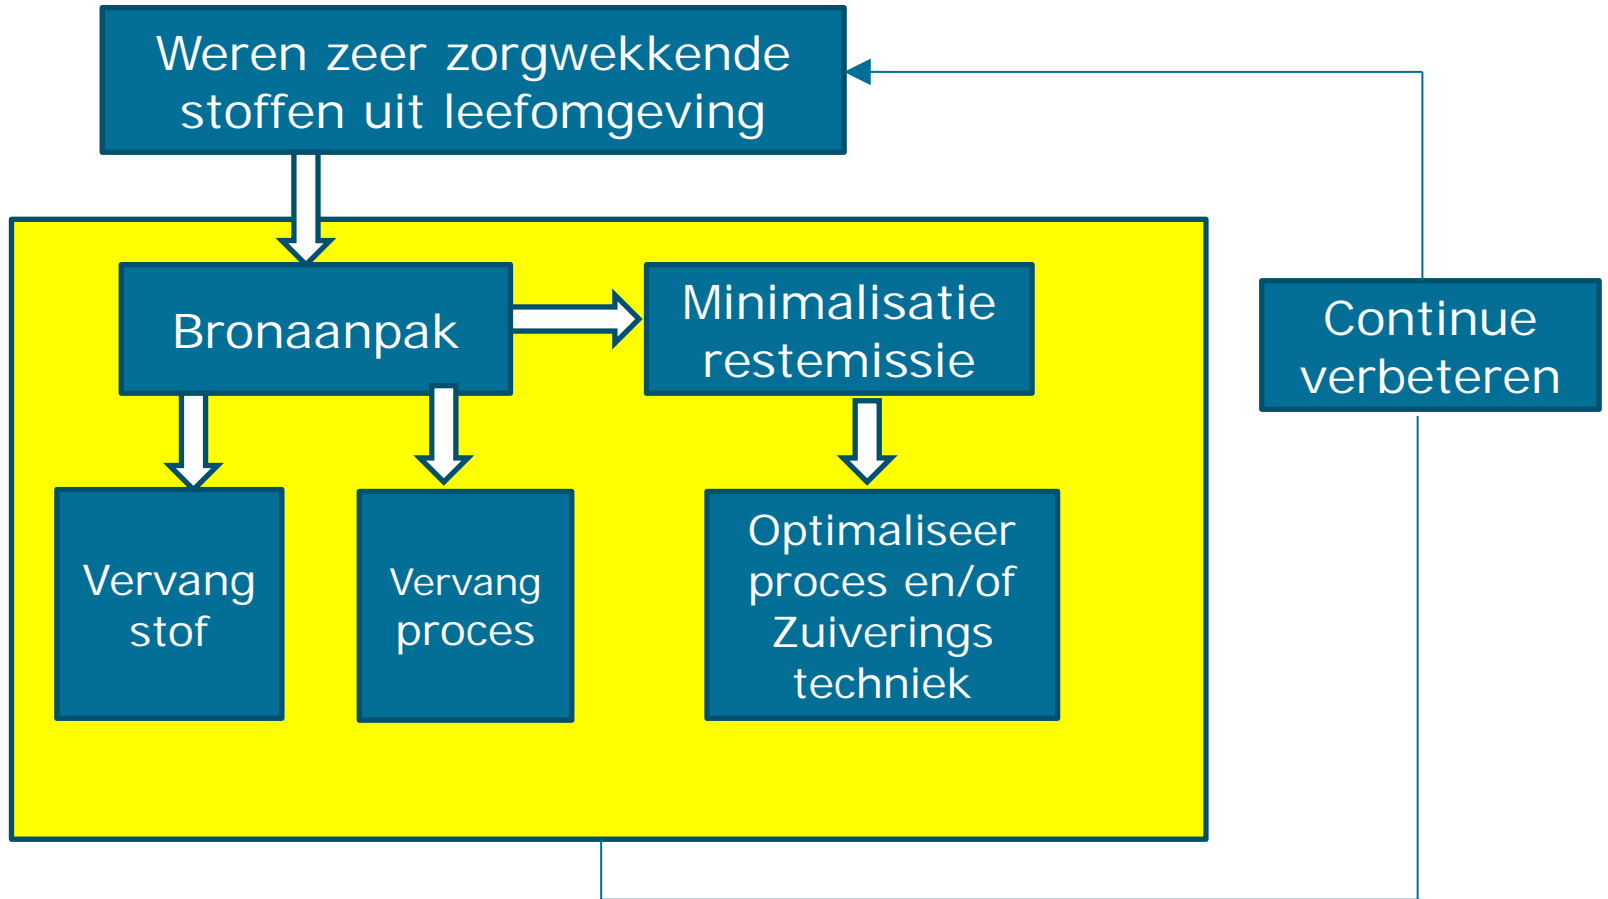 Weren zeer zorgwekkende
stoffen uit leefomgeving
Bronaanpak
Minimalisatie
restemissie
Continue
verbeteren
Vervang
stof
Vervang
proces
Optimaliseer
proces en/of
Zuiverings
techniek